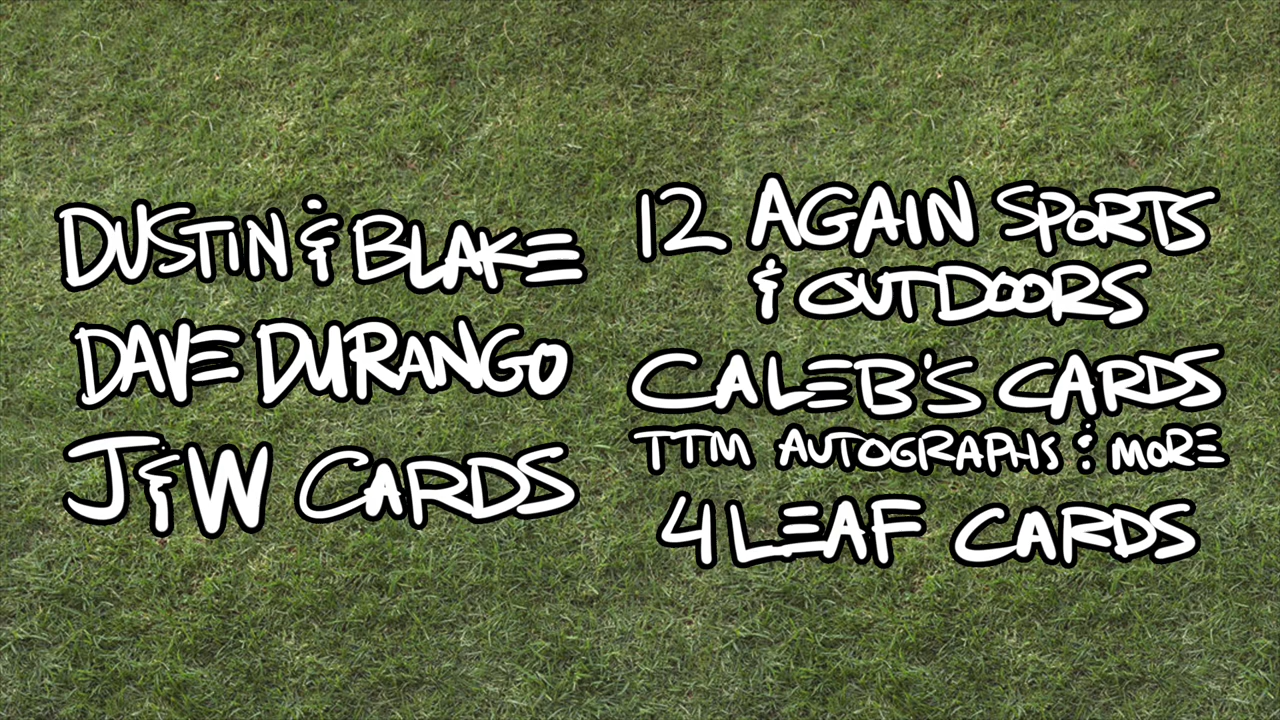 DUSTIN & BLAKE
DAVE DURANGO
J&W CARDS
12 AGAIN SPORTS
& OUTDOORS
CALEB'S CARDS
TTM AUTOGRAPHS & MORE
4 LEAF CARDS